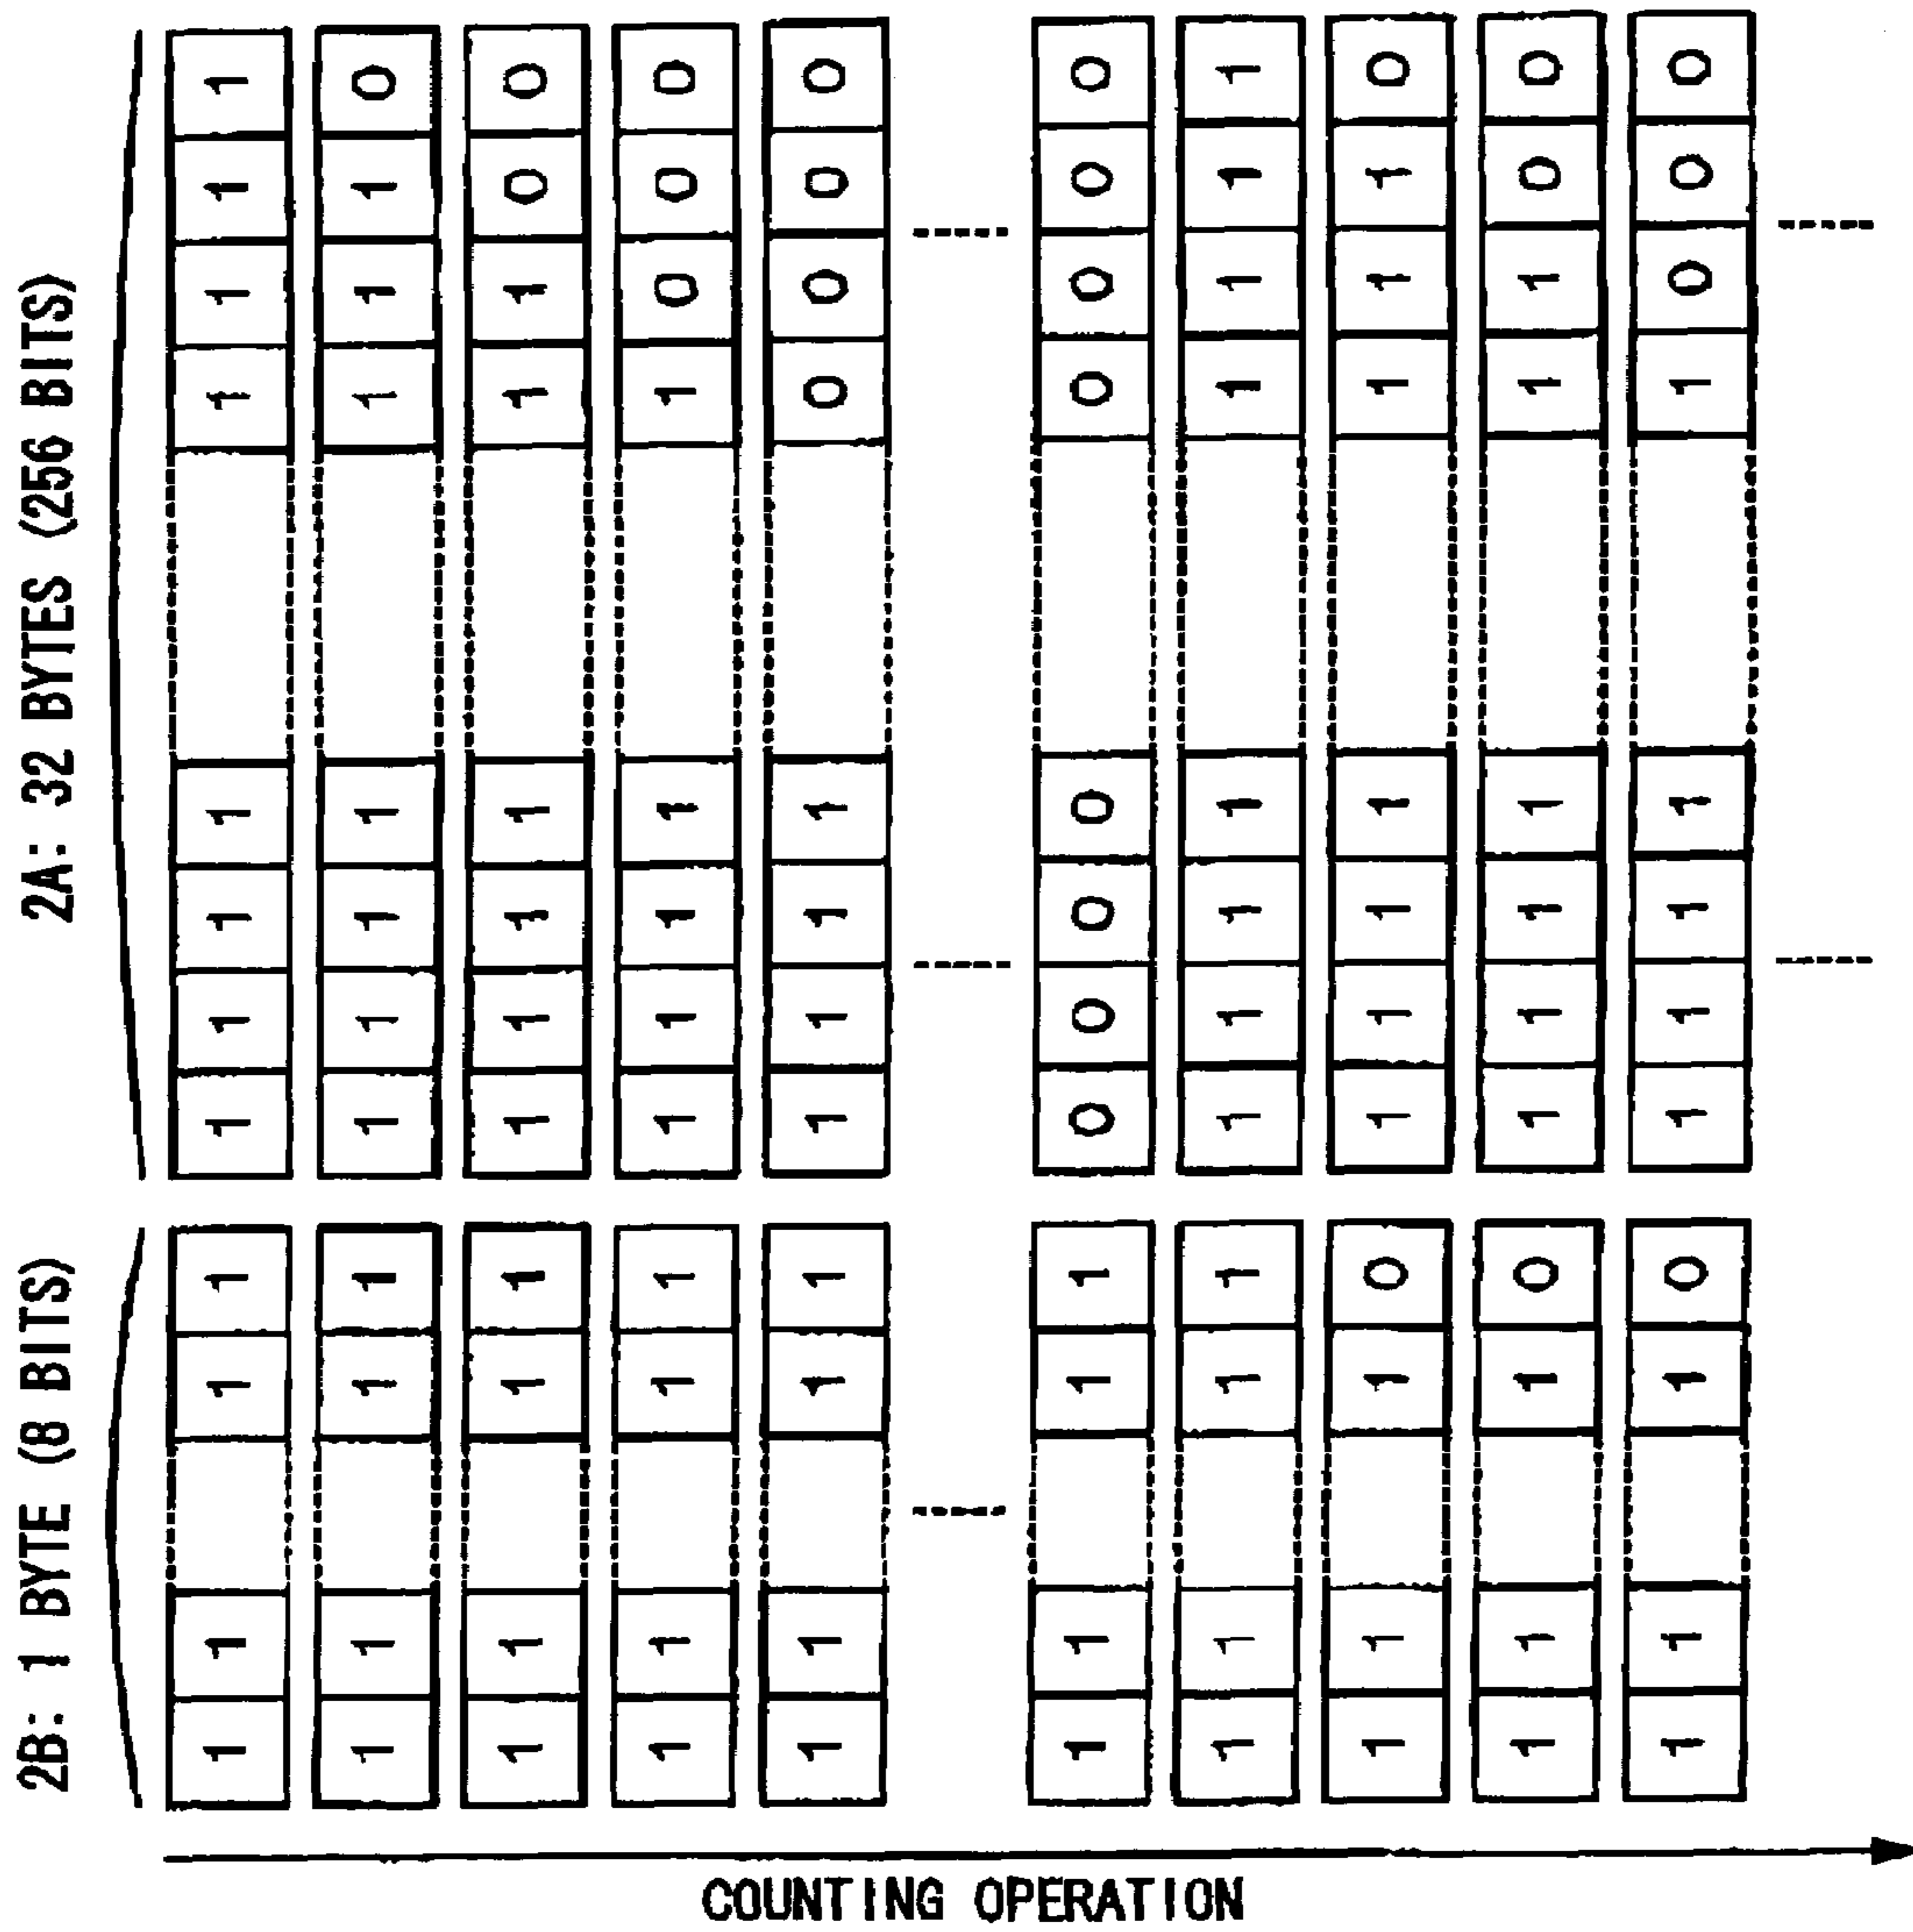 2B: 1 BYTE (8 BITS) 2A: 32 BYTES (256 BITS)
1 1 1 1 1 1 1 1 1 1 1 1
1 1 1 1 1 1 1 1 1 1 1 0
1 1 1 1 1 1 1 1 1 1 0 0
1 1 1 1 1 1 1 1 1 0 0 0
1 1 1 1 1 1 1 1 0 0 0 0
1 1 1 1 0 0 0 0 0 0 0 0
1 1 1 1 1 1 1 1 1 1 1 1
1 1 1 0 1 1 1 1 1 1 1 0
1 1 1 0 1 1 1 1 1 1 0 0
1 1 1 0 1 1 1 1 1 0 0 0
COUNTING OPERATION